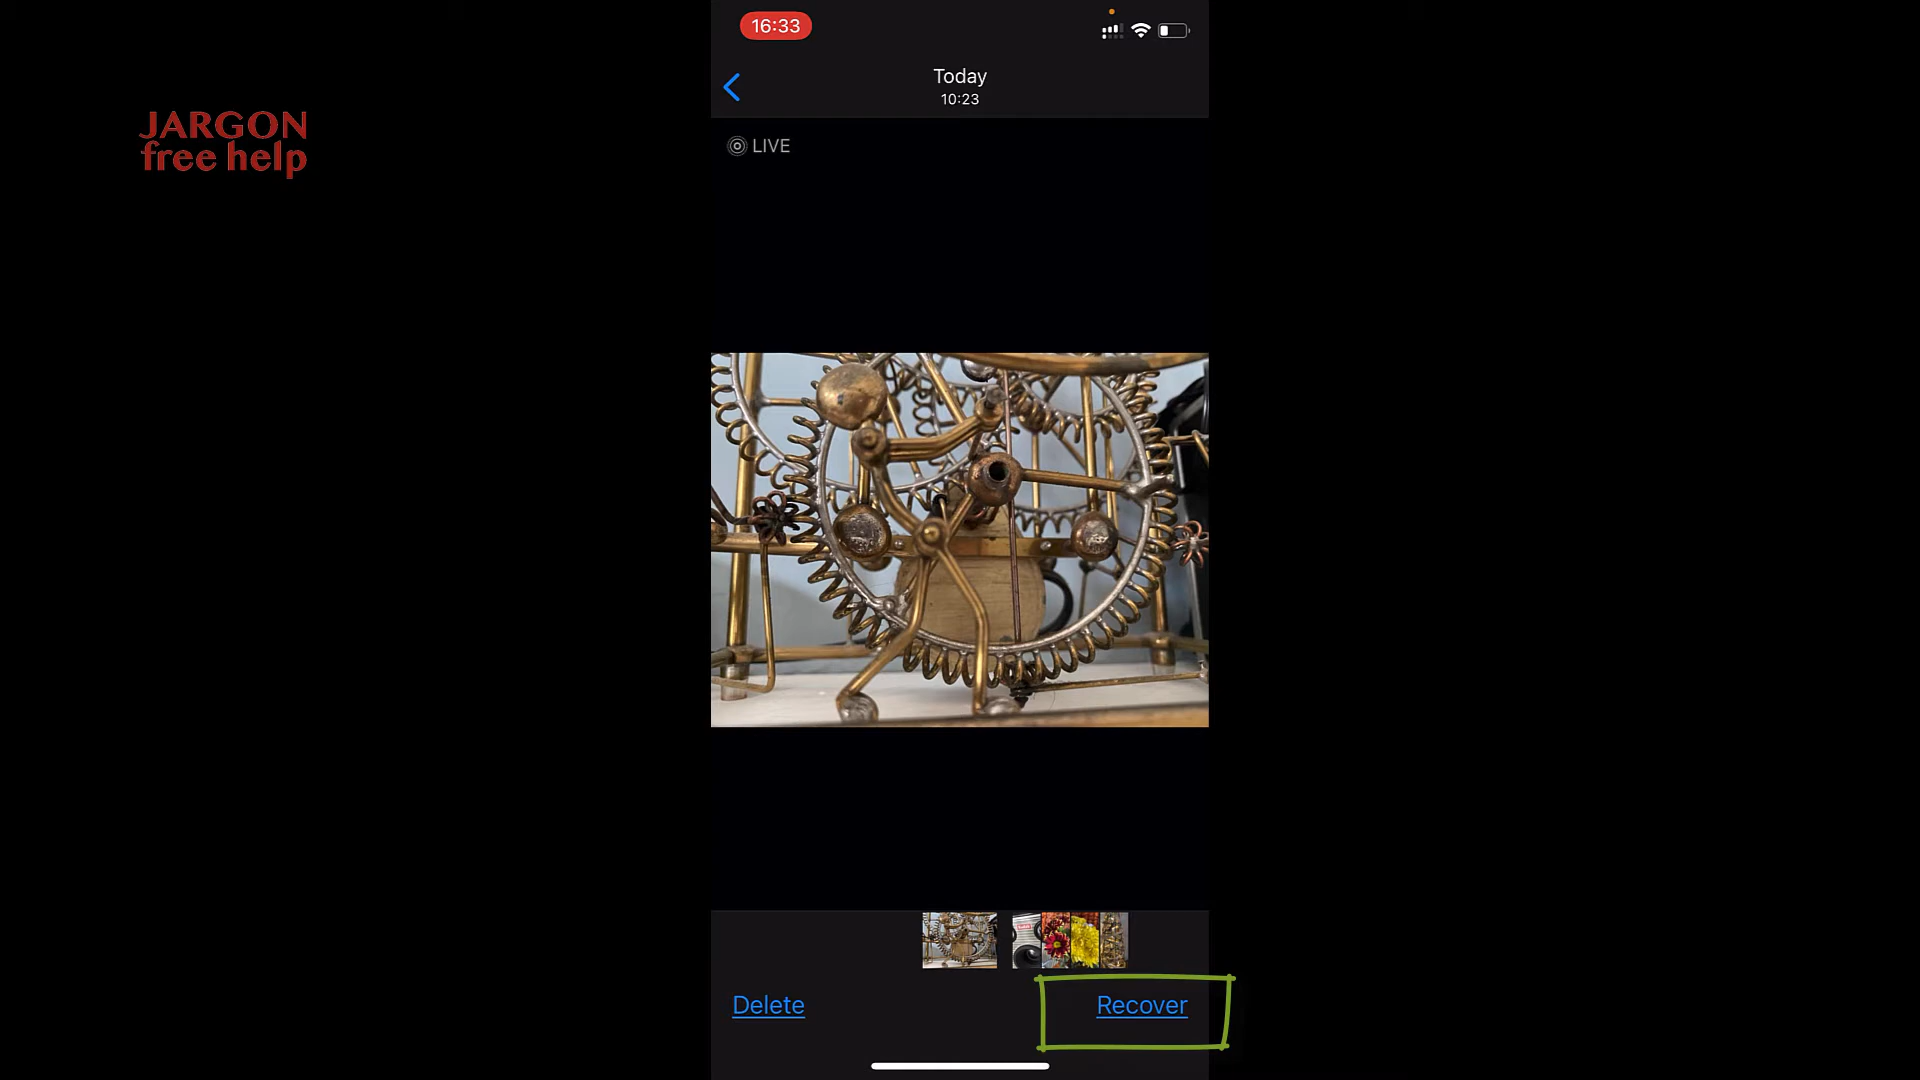 16:33
Today
10:23
JARGON
free help
LIVE
Delete
Recover